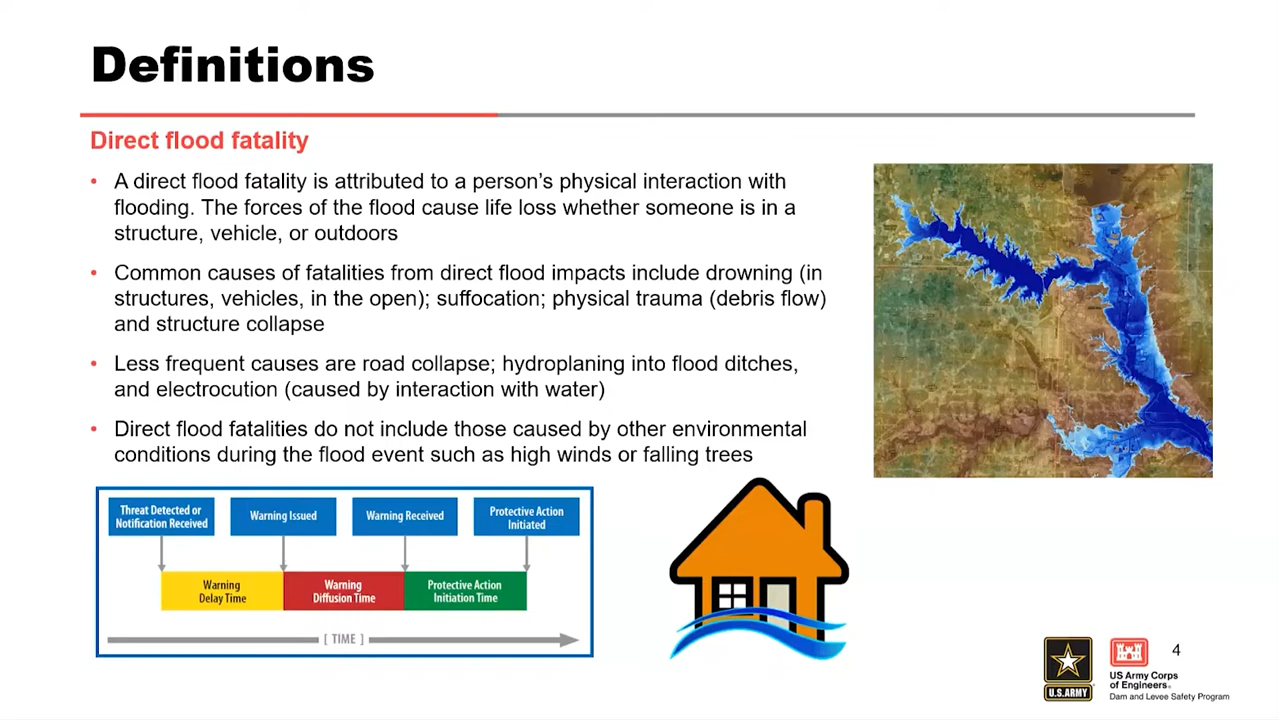 Definitions
Direct flood fatality
• A direct flood fatality is attributed to a person's physical interaction with
flooding. The forces of the flood cause life loss whether someone is in a
structure, vehicle, or outdoors
• Common causes of fatalities from direct flood impacts include drowning (in
structures, vehicles, in the open); suffocation; physical trauma (debris flow)
and structure collapse
• Less frequent causes are road collapse; hydroplaning into flood ditches,
and electrocution (caused by interaction with water)
• Direct flood fatalities do not include those caused by other environmental
conditions during the flood event such as high winds or falling trees
Threat Detected or
Notification Received
Warning Issued
Warning Received
Protective Action
Initiated
Warning
Delay Time
Warning
Diffusion Time
Protective Action
Initiation Time
[ TIME ]
U.S.ARMY
US Army Corps
of Engineers®
Dam and Levee Safety Program
4